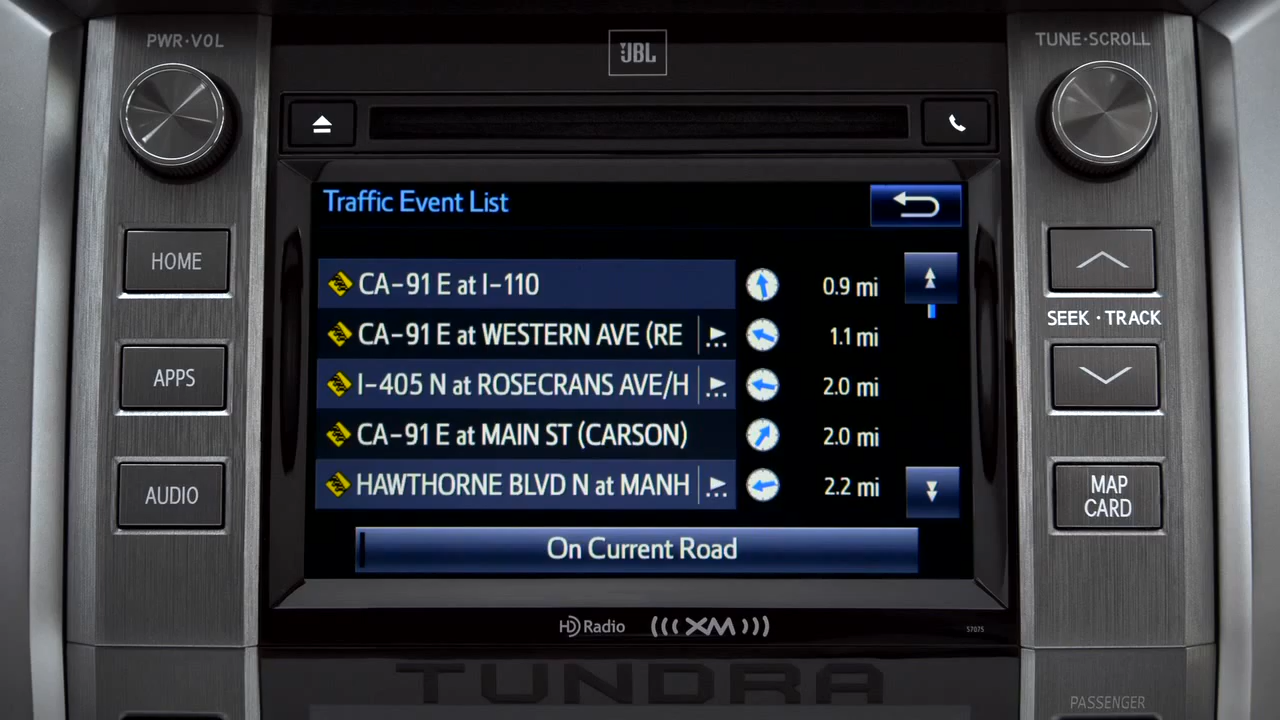 PWR·VOL
JBL
TUNE·SCROLL
Traffic Event List
HOME
CA-91 E at I-110
0.9 mi
SEEK · TRACK
CA-91 E at WESTERN AVE (RE
1.1 mi
APPS
I-405 N at ROSECRANS AVE/H
2.0 mi
CA-91 E at MAIN ST (CARSON)
2.0 mi
AUDIO
HAWTHORNE BLVD N at MANH
2.2 mi
MAP
CARD
On Current Road
HD Radio
XM
57075
TUNDRA
PASSENGER